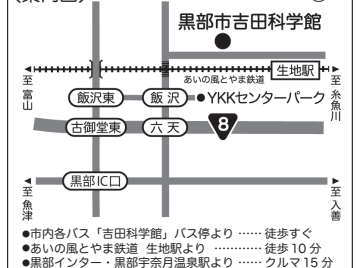 黒部市吉田科学館
生地駅
あいの風とやま鉄道
至富山
至糸魚川
飯沢東
飯沢
YKKセンターパーク
古御堂東
六天
8
黒部IC口
至魚津
至入善
●市内各バス「吉田科学館」バス停より …… 徒歩すぐ
●あいの風とやま鉄道 生地駅より ………… 徒歩10分
●黒部インター・黒部宇奈月温泉駅より …… クルマ15分